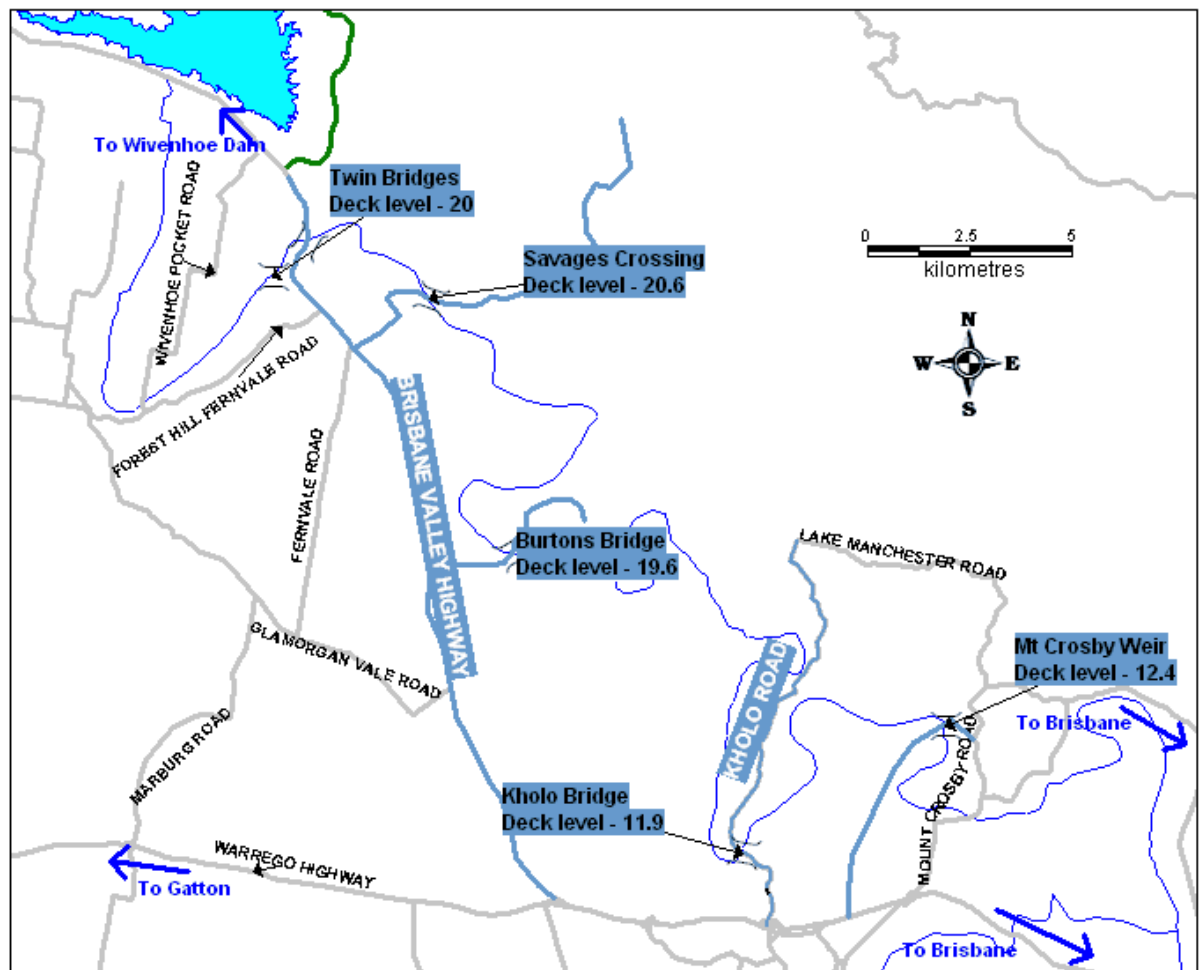 To Wivenhoe Dam
Twin Bridges
Deck level - 20
WIVENHOE POCKET ROAD
Savages Crossing
Deck level - 20.6
0 2.5 5
kilometres
N
W E
S
FOREST HILL FERNVALE ROAD
BRISBANE VALLEY HIGHWAY
FERNVALE ROAD
Burtons Bridge
Deck level - 19.6
LAKE MANCHESTER ROAD
GLAMORGAN VALE ROAD
KHOLO ROAD
Mt Crosby Weir
Deck level - 12.4
To Brisbane
MARBURG ROAD
Kholo Bridge
Deck level - 11.9
MOUNT CROSBY ROAD
WARREGO HIGHWAY
To Gatton
To Brisbane